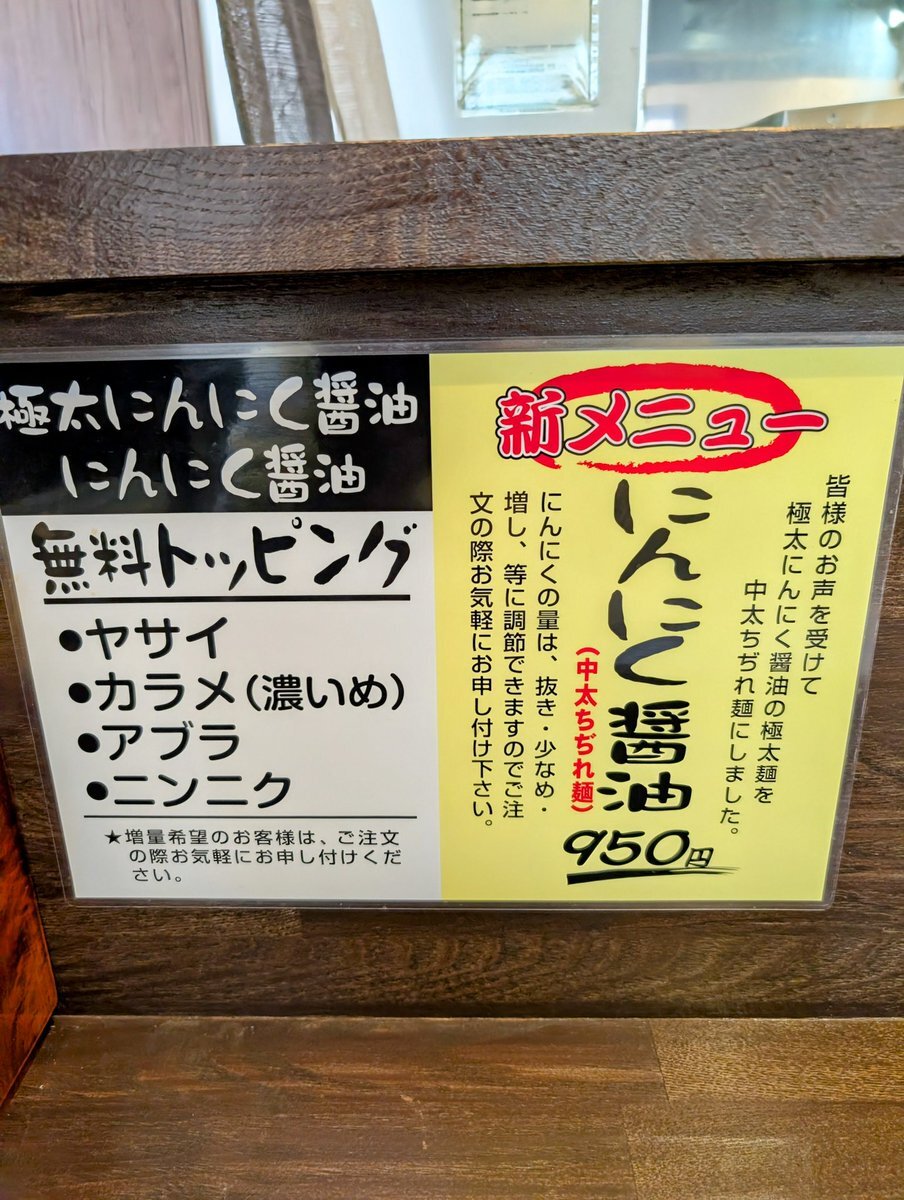 極太にんにく醤油
にんにく醤油
無料トッピング
●ヤサイ
●カラメ(濃いめ)
●アブラ
●ニンニク
★増量希望のお客様は、ご注文
の際お気軽にお申し付けくだ
さい。
新メニュー
皆様のお声を受けて
極太にんにく醤油の極太麺を
中太ちぢれ麺にしました。
にんにく醤油
(中太ちぢれ麺)
950円
にんにくの量は、抜き・少なめ・
増し、等に調節できますのでご注
文の際お気軽にお申し付け下さい。